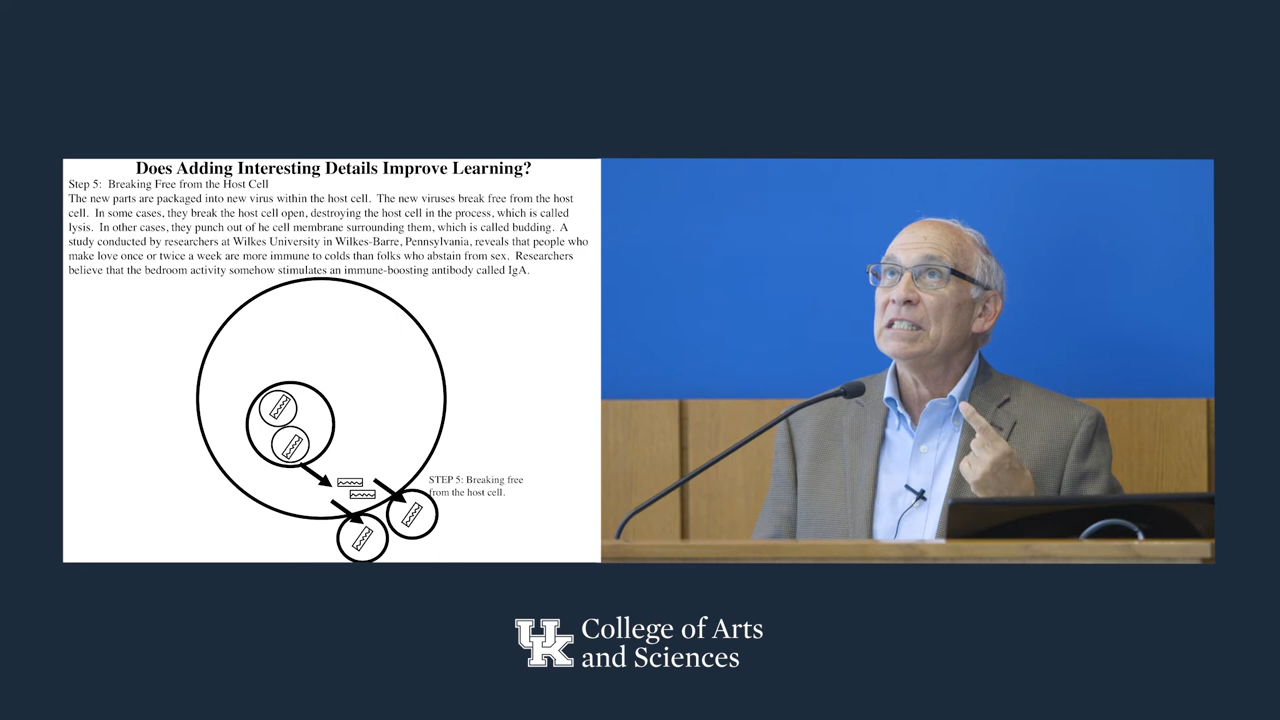 Does Adding Interesting Details Improve Learning?
Step 5: Breaking Free from the Host Cell
The new parts are packaged into new virus within the host cell. The new viruses break free from the host
cell. In some cases, they break the host cell open, destroying the host cell in the process, which is called
lysis. In other cases, they punch out of he cell membrane surrounding them, which is called budding. A
study conducted by researchers at Wilkes University in Wilkes-Barre, Pennsylvania, reveals that people who
make love once or twice a week are more immune to colds than folks who abstain from sex. Researchers
believe that the bedroom activity somehow stimulates an immune-boosting antibody called IgA.
STEP 5: Breaking free
from the host cell.
UK
College of Arts
and Sciences